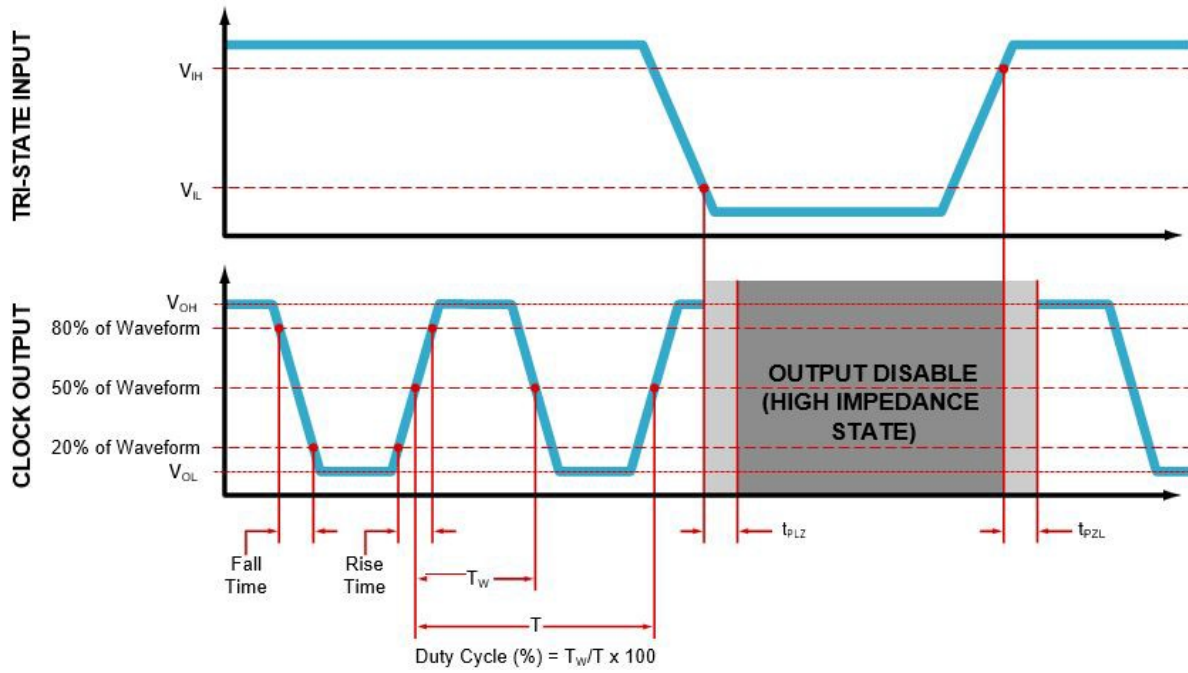 TRI-STATE INPUT
V_IH
V_IL
CLOCK OUTPUT
V_OH
80% of Waveform
50% of Waveform
20% of Waveform
V_OL
OUTPUT DISABLE
(HIGH IMPEDANCE
STATE)
Fall
Time
Rise
Time
T_W
T
t_PLZ
t_PZL
Duty Cycle (%) = T_W/T x 100